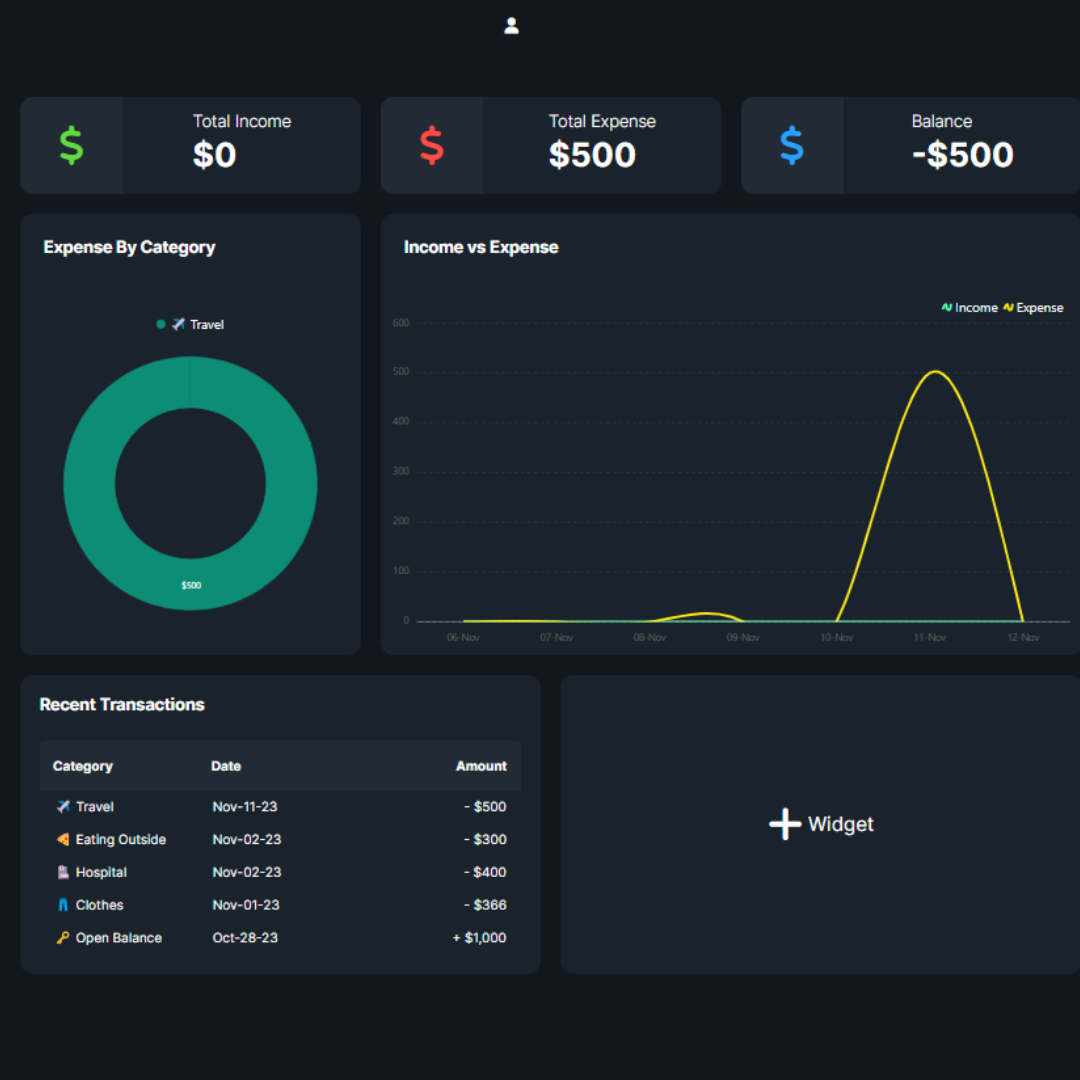 Total Income
$0
Total Expense
$500
Balance
-$500
Expense By Category
Travel
$500
Income vs Expense
Income Expense
600
500
400
300
200
100
0
06-Nov 07-Nov 08-Nov 09-Nov 10-Nov 11-Nov 12-Nov
Recent Transactions
Category Date Amount
Travel Nov-11-23 - $500
Eating Outside Nov-02-23 - $300
Hospital Nov-02-23 - $400
Clothes Nov-01-23 - $366
Open Balance Oct-28-23 + $1,000
Widget